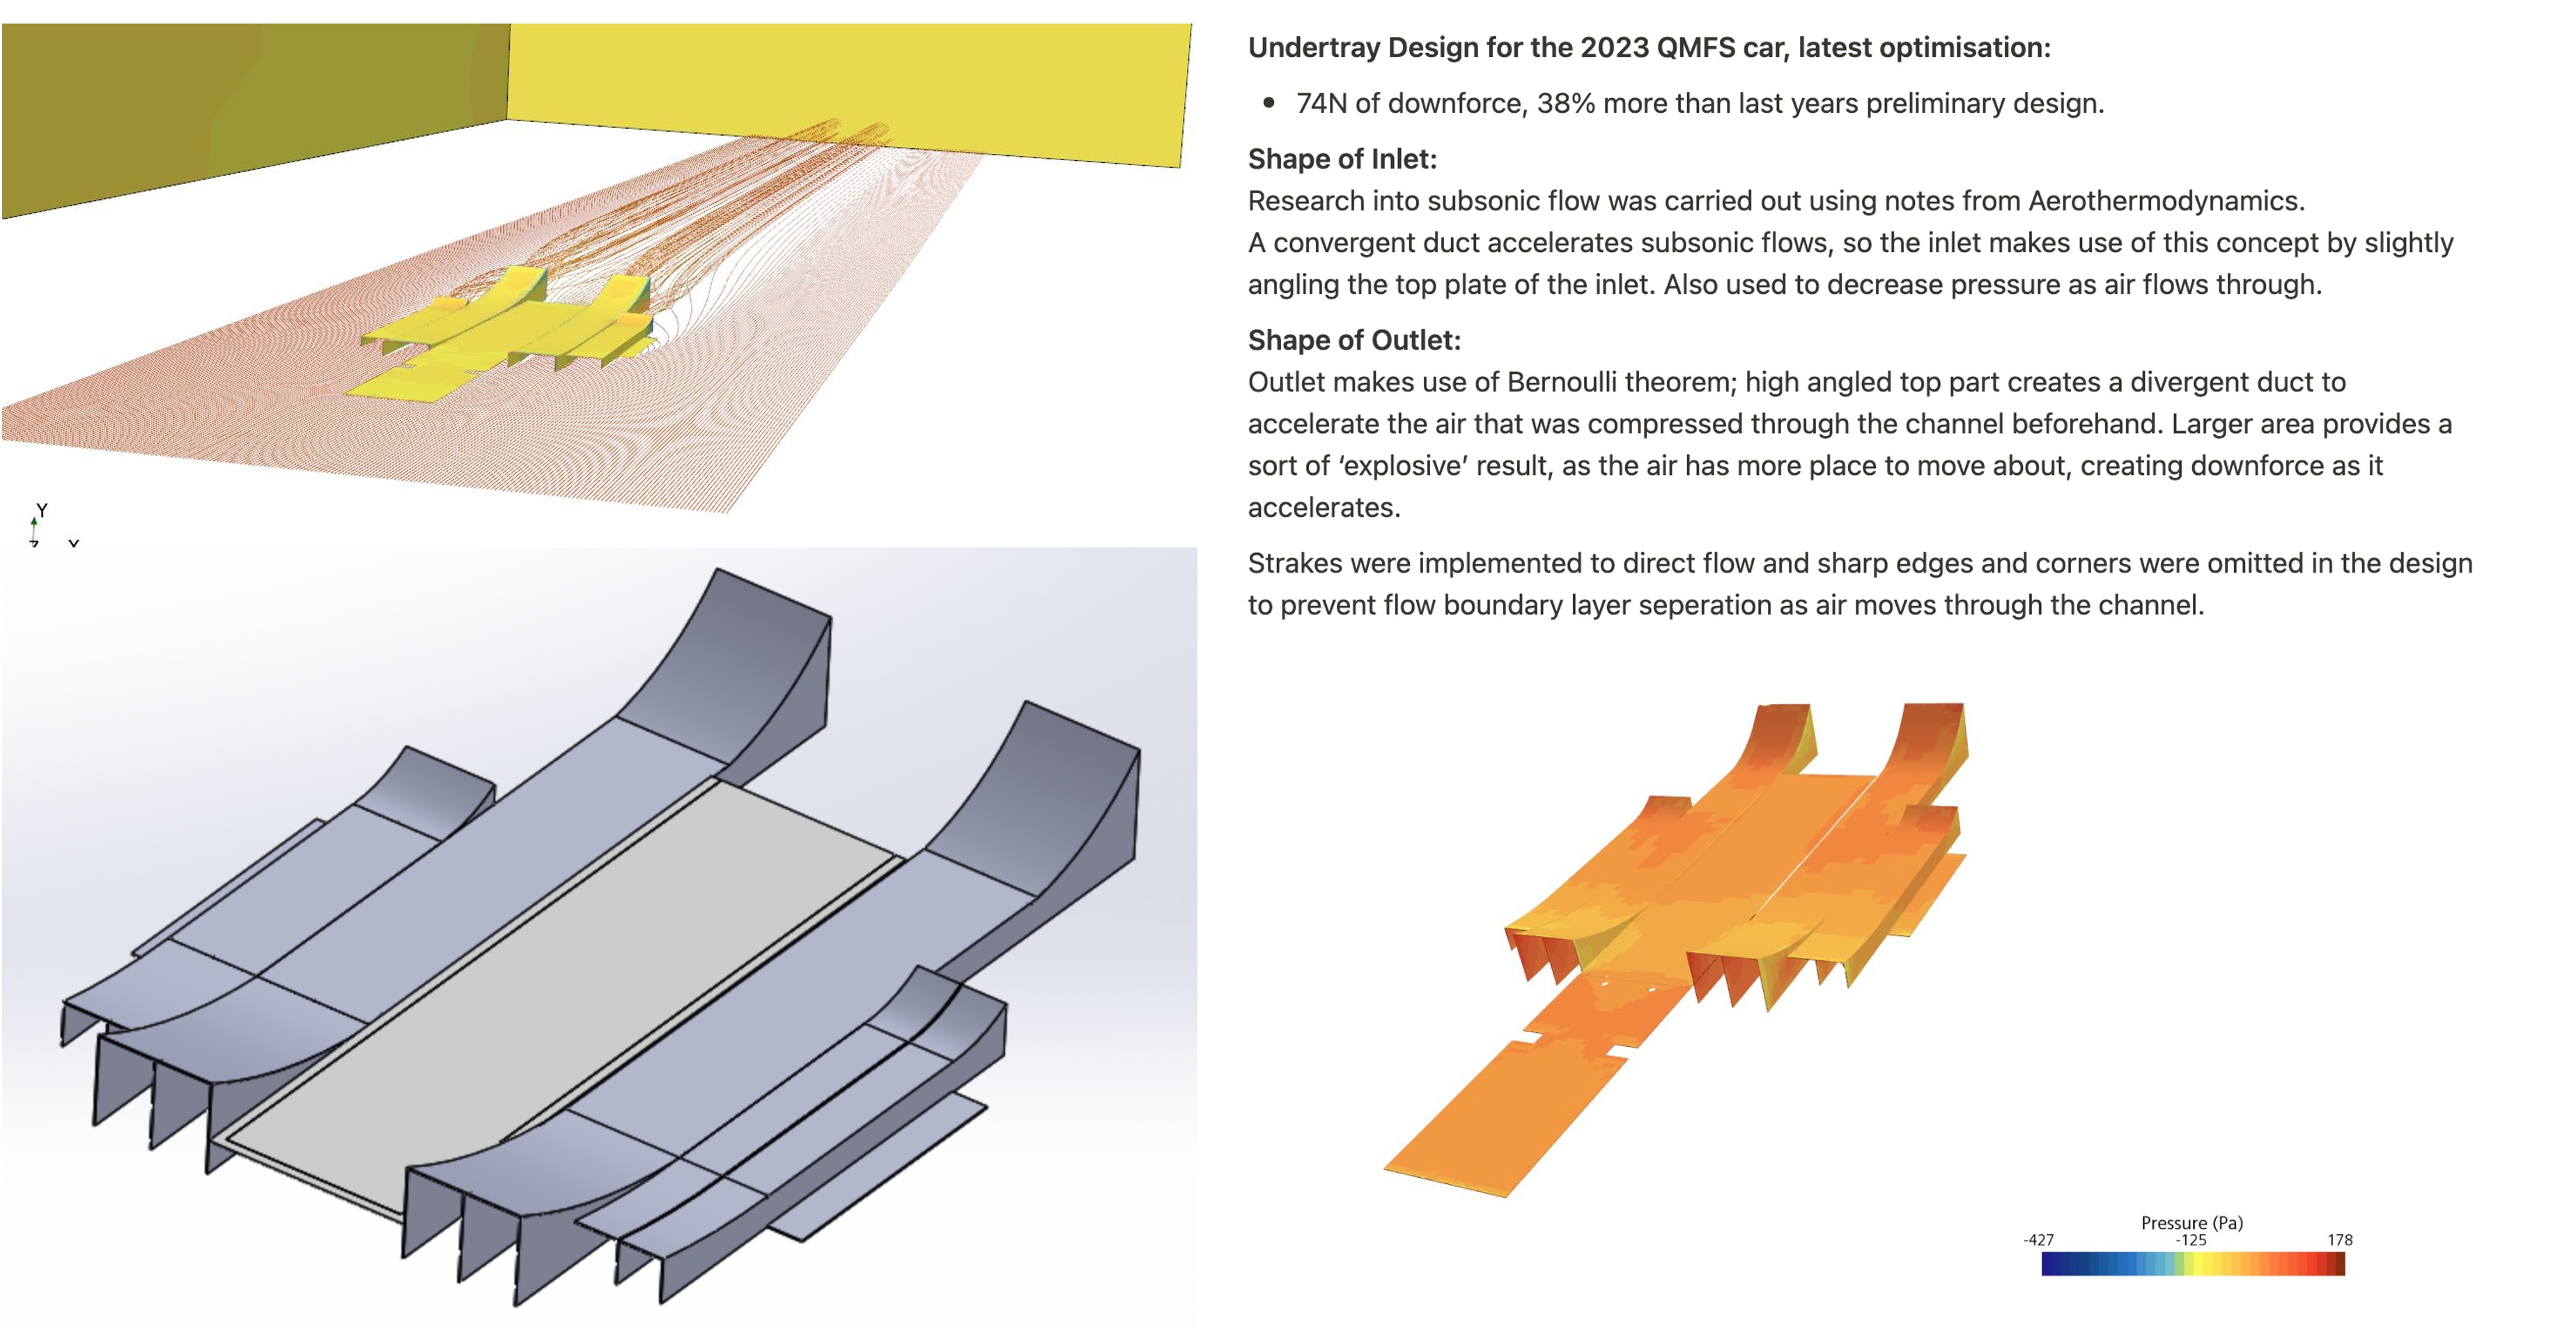 Undertray Design for the 2023 QMFS car, latest optimisation:
• 74N of downforce, 38% more than last years preliminary design.
Shape of Inlet:
Research into subsonic flow was carried out using notes from Aerothermodynamics.
A convergent duct accelerates subsonic flows, so the inlet makes use of this concept by slightly
angling the top plate of the inlet. Also used to decrease pressure as air flows through.
Shape of Outlet:
Outlet makes use of Bernoulli theorem; high angled top part creates a divergent duct to
accelerate the air that was compressed through the channel beforehand. Larger area provides a
sort of ‘explosive’ result, as the air has more place to move about, creating downforce as it
accelerates.
Strakes were implemented to direct flow and sharp edges and corners were omitted in the design
to prevent flow boundary layer seperation as air moves through the channel.
Y
Pressure (Pa)
-427 -125 178